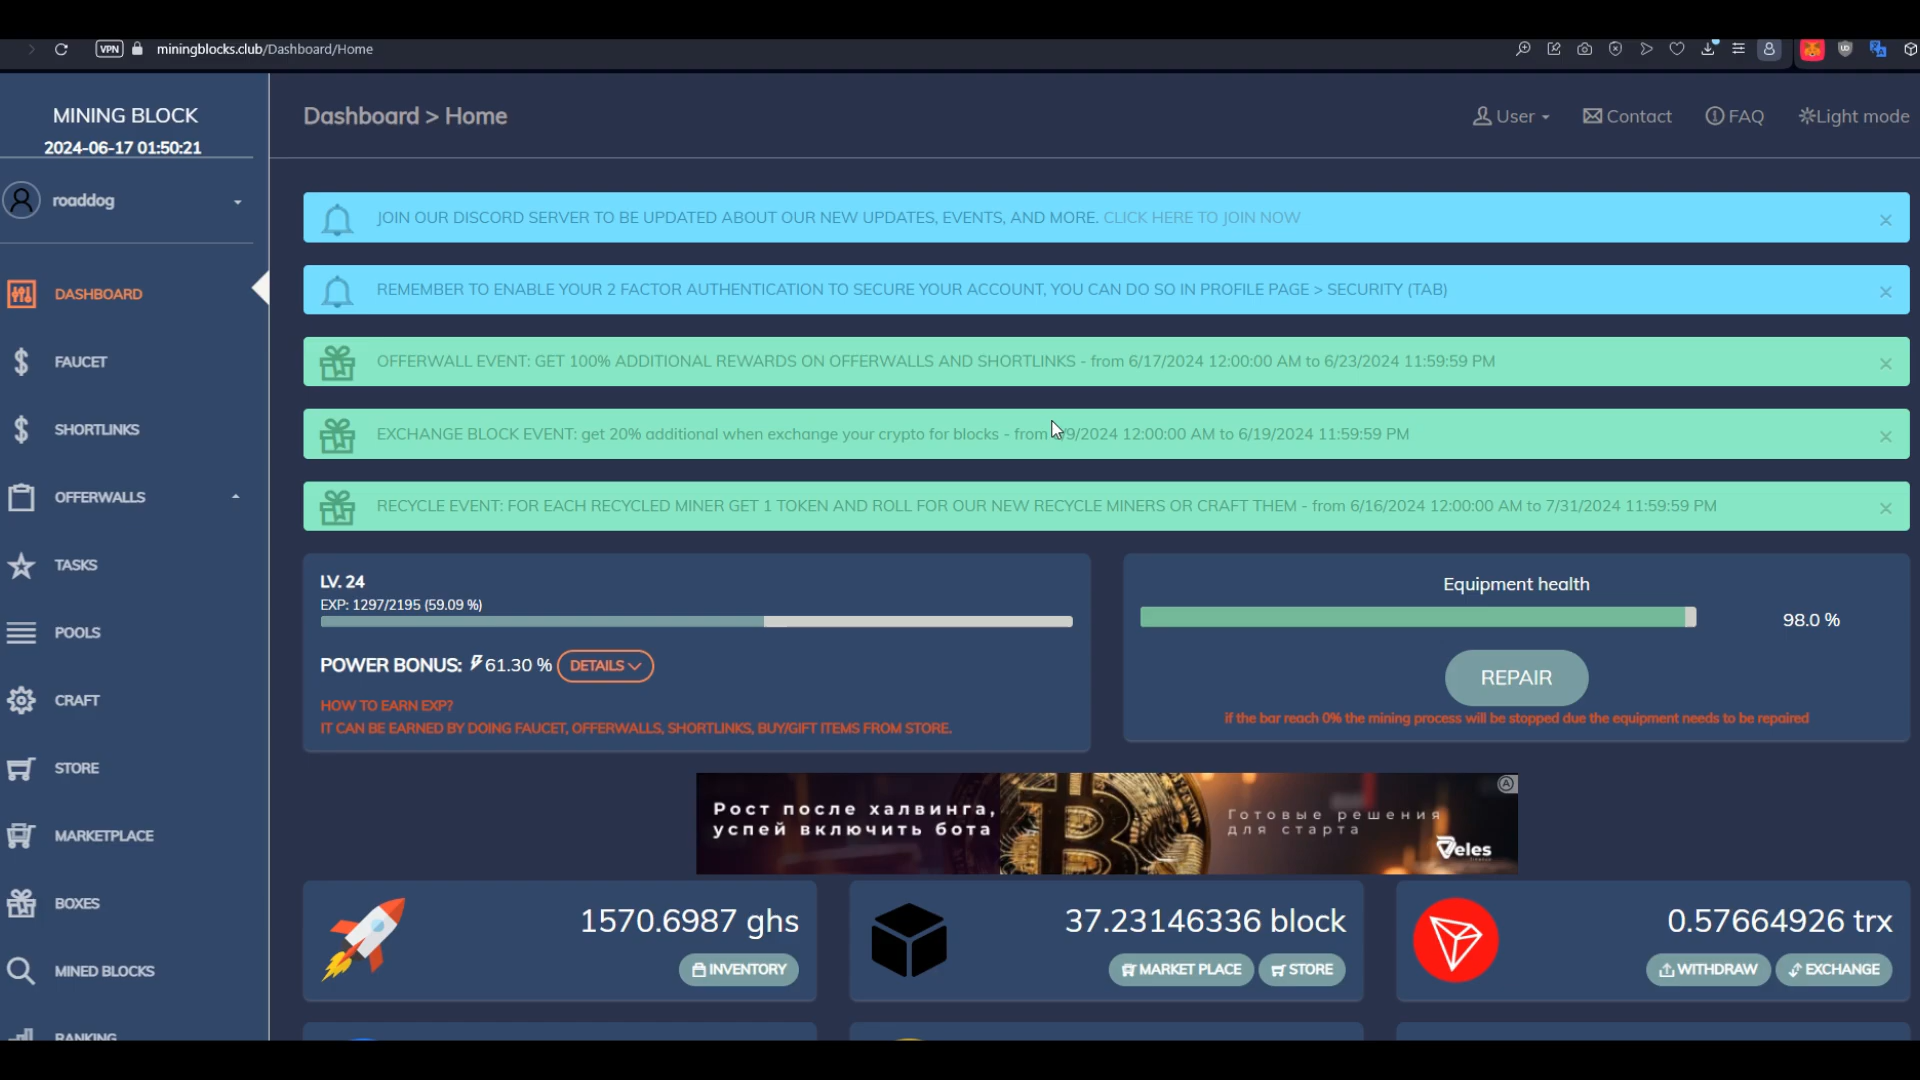 VPN
miningblocks.club/Dashboard/Home
MINING BLOCK
2024-06-17 01:50:21
roaddog
DASHBOARD
FAUCET
SHORTLINKS
OFFERWALLS
TASKS
POOLS
CRAFT
STORE
MARKETPLACE
BOXES
MINED BLOCKS
RANKING
Dashboard > Home
User
Contact
FAQ
Light mode
JOIN OUR DISCORD SERVER TO BE UPDATED ABOUT OUR NEW UPDATES, EVENTS, AND MORE. CLICK HERE TO JOIN NOW
REMEMBER TO ENABLE YOUR 2 FACTOR AUTHENTICATION TO SECURE YOUR ACCOUNT, YOU CAN DO SO IN PROFILE PAGE > SECURITY (TAB)
OFFERWALL EVENT: GET 100% ADDITIONAL REWARDS ON OFFERWALLS AND SHORTLINKS - from 6/17/2024 12:00:00 AM to 6/23/2024 11:59:59 PM
EXCHANGE BLOCK EVENT: get 20% additional when exchange your crypto for blocks - from 9/2024 12:00:00 AM to 6/19/2024 11:59:59 PM
RECYCLE EVENT: FOR EACH RECYCLED MINER GET 1 TOKEN AND ROLL FOR OUR NEW RECYCLE MINERS OR CRAFT THEM - from 6/16/2024 12:00:00 AM to 7/31/2024 11:59:59 PM
LV. 24
EXP: 1297/2195 (59.09 %)
POWER BONUS: 61.30 % DETAILS
HOW TO EARN EXP?
IT CAN BE EARNED BY DOING FAUCET, OFFERWALLS, SHORTLINKS, BUY/GIFT ITEMS FROM STORE.
Equipment health
98.0 %
REPAIR
if the bar reach 0% the mining process will be stopped due the equipment needs to be repaired
Рост после халвинга,
успей включить бота
Готовые решения
для старта
Veles
1570.6987 ghs
INVENTORY
37.23146336 block
MARKET PLACE
STORE
0.57664926 trx
WITHDRAW
EXCHANGE